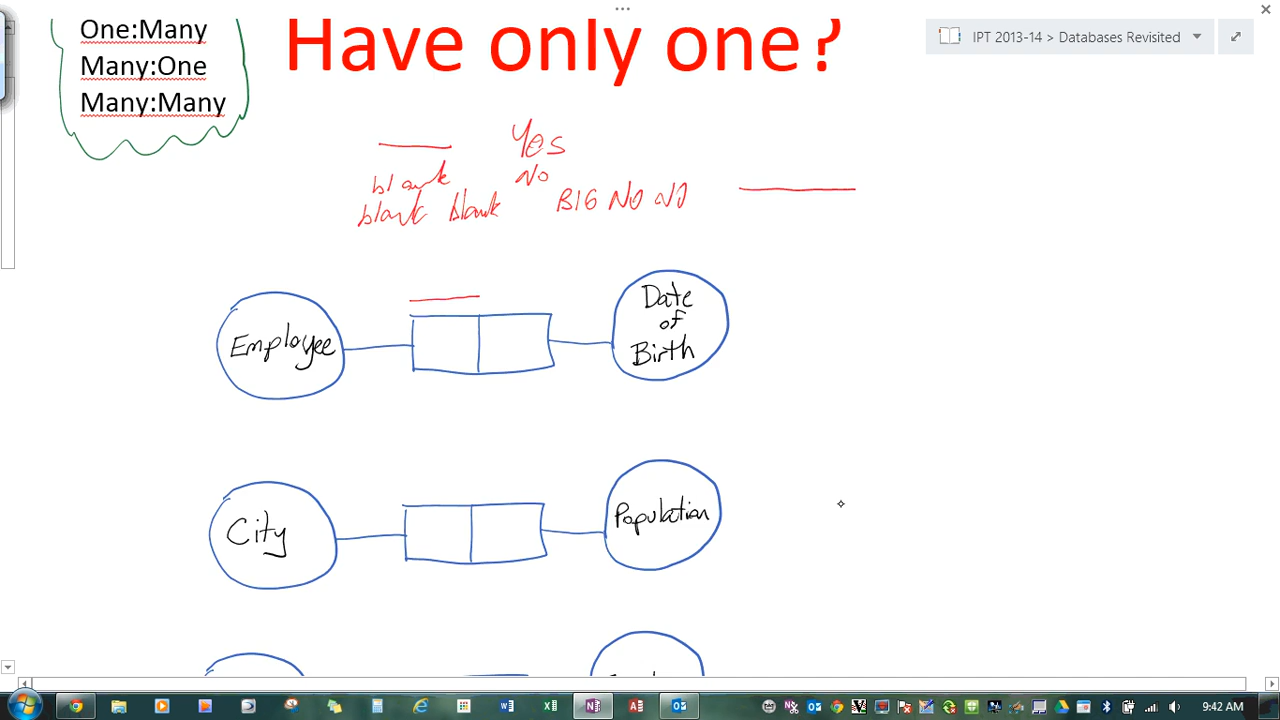 One:Many
Many:One
Many:Many
Have only one?
IPT 2013-14 > Databases Revisited
Yes
blank No
blank blank BIG NO NO
Employee
Date
of
Birth
City
Population
9:42 AM